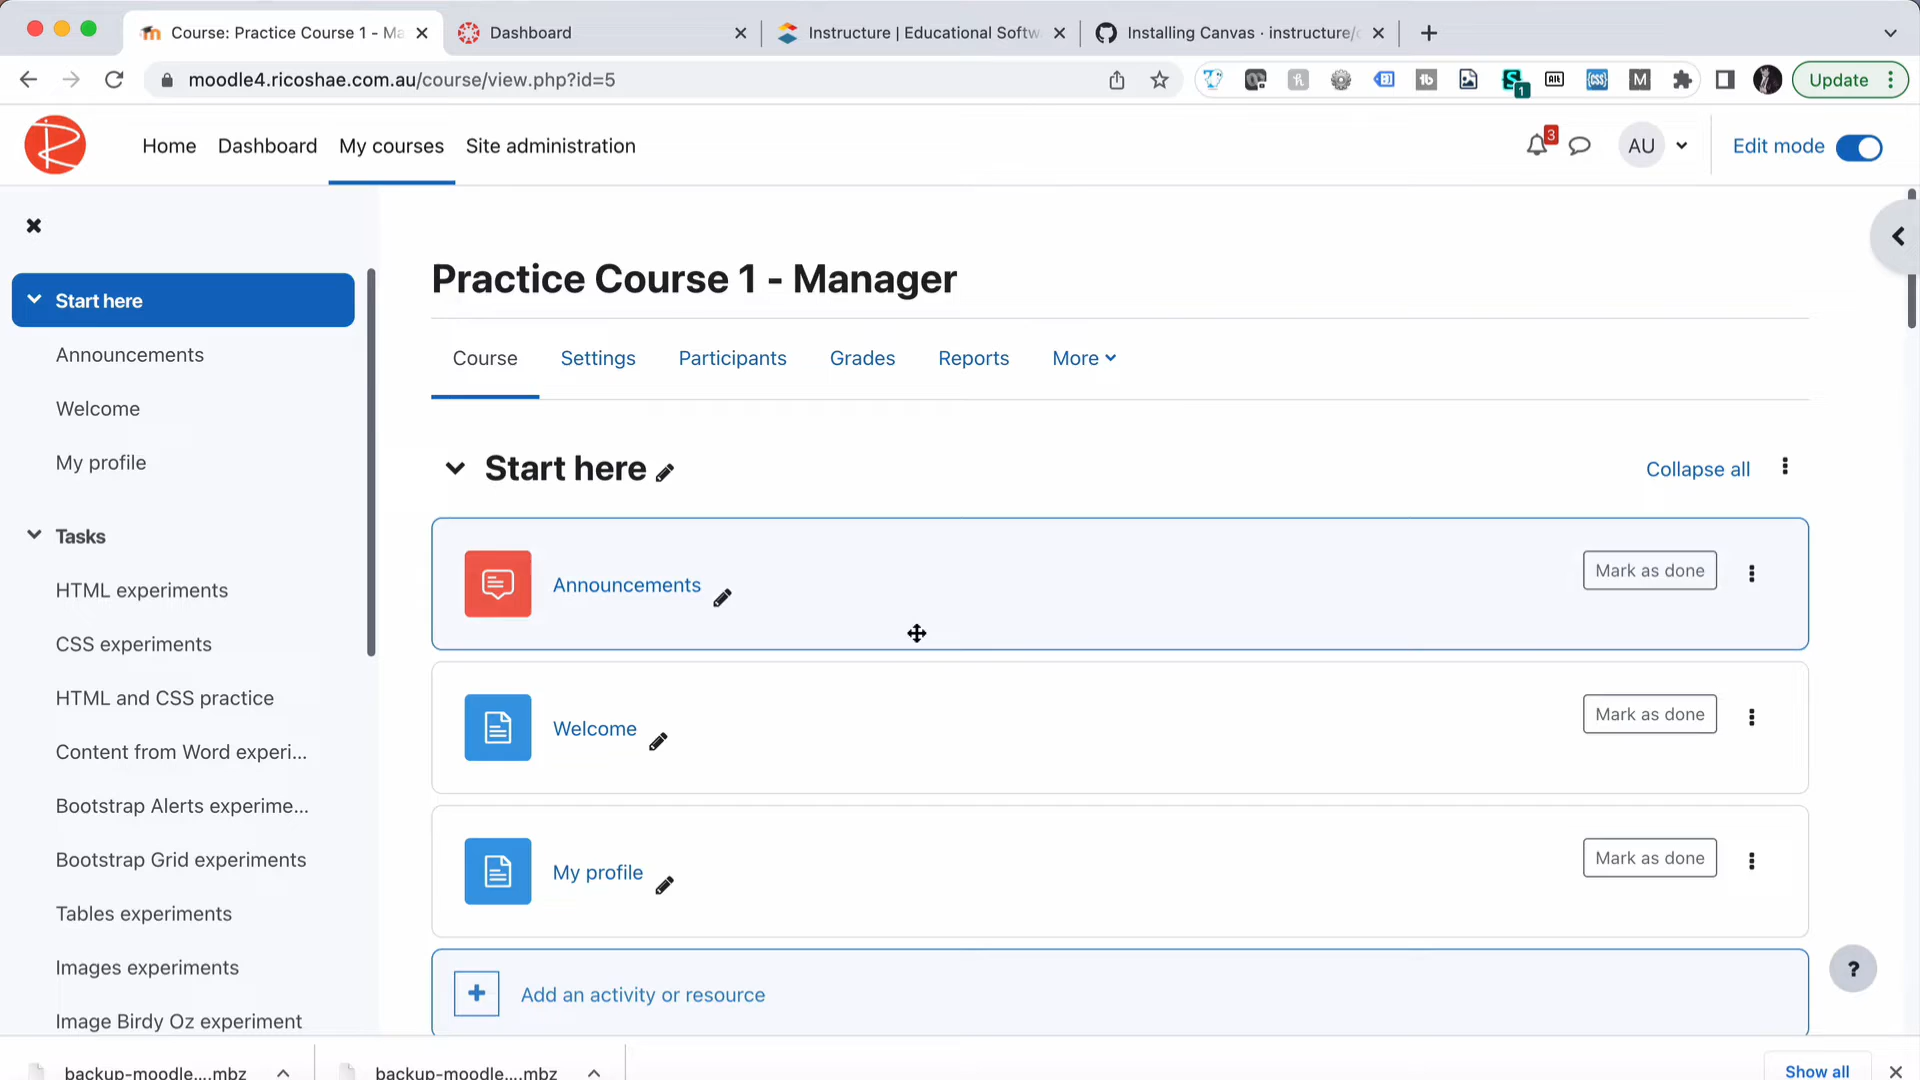 Course: Practice Course 1 - Ma
Dashboard
Instructure | Educational Softw
Installing Canvas · instructure/c
moodle4.ricoshae.com.au/course/view.php?id=5
1
Update
Home
Dashboard
My courses
Site administration
3
AU
Edit mode
Start here
Announcements
Welcome
My profile
Tasks
HTML experiments
CSS experiments
HTML and CSS practice
Content from Word experi...
Bootstrap Alerts experime...
Bootstrap Grid experiments
Tables experiments
Images experiments
Image Birdy Oz experiment
Practice Course 1 - Manager
Course
Settings
Participants
Grades
Reports
More
Start here
Collapse all
Announcements
Mark as done
Welcome
Mark as done
My profile
Mark as done
Add an activity or resource
?
backup-moodle....mbz
backup-moodle....mbz
Show all